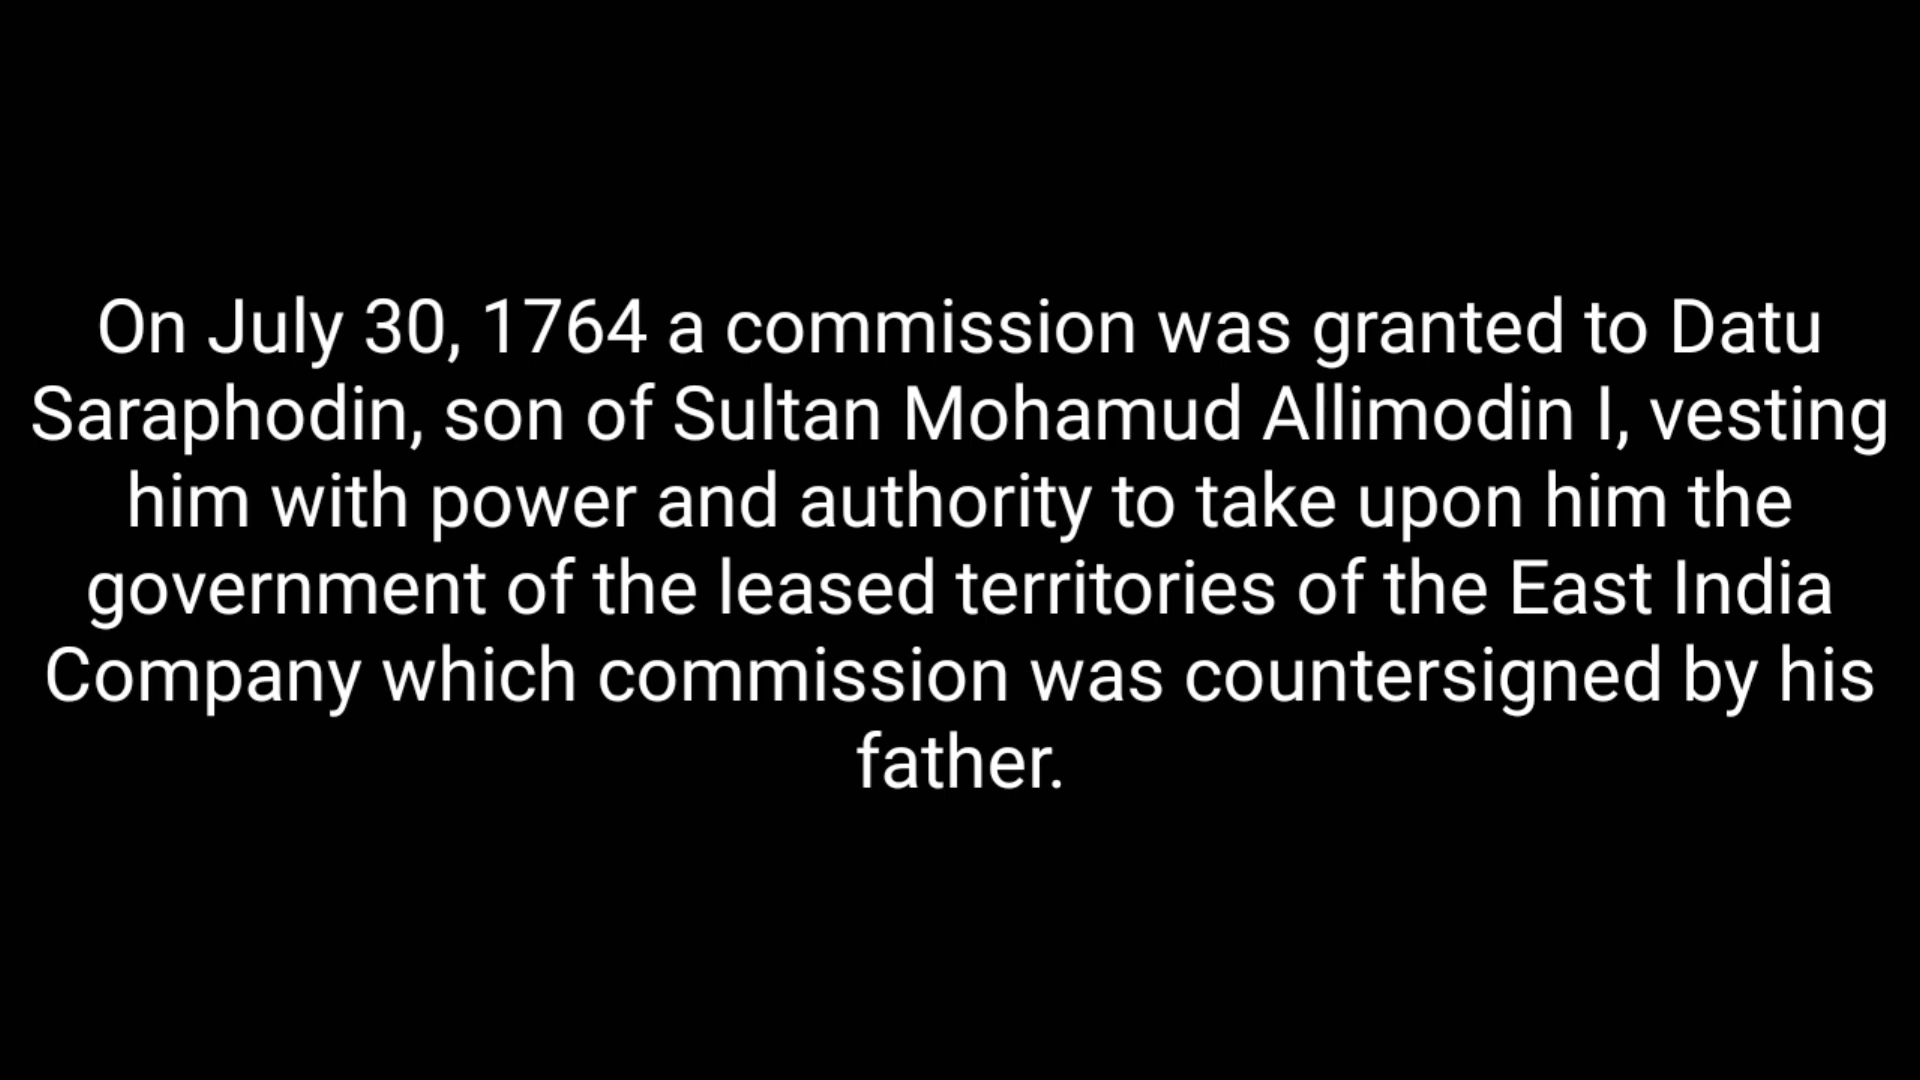 On July 30, 1764 a commission was granted to Datu
Saraphodin, son of Sultan Mohamud Allimodin I, vesting
him with power and authority to take upon him the
government of the leased territories of the East India
Company which commission was countersigned by his
father.